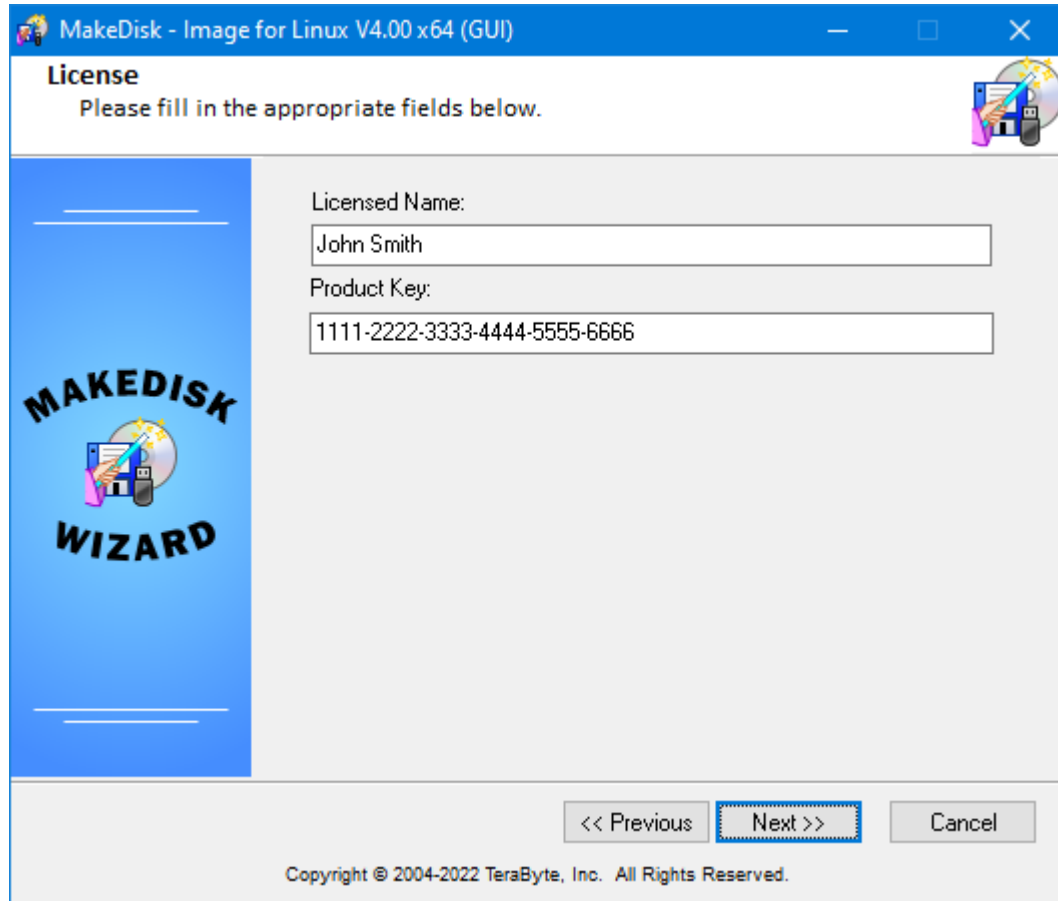 MakeDisk - Image for Linux V4.00 x64 (GUI)
License
Please fill in the appropriate fields below.
Licensed Name:
John Smith
Product Key:
1111-2222-3333-4444-5555-6666
MAKEDISK
WIZARD
<< Previous
Next >>
Cancel
Copyright © 2004-2022 TeraByte, Inc. All Rights Reserved.